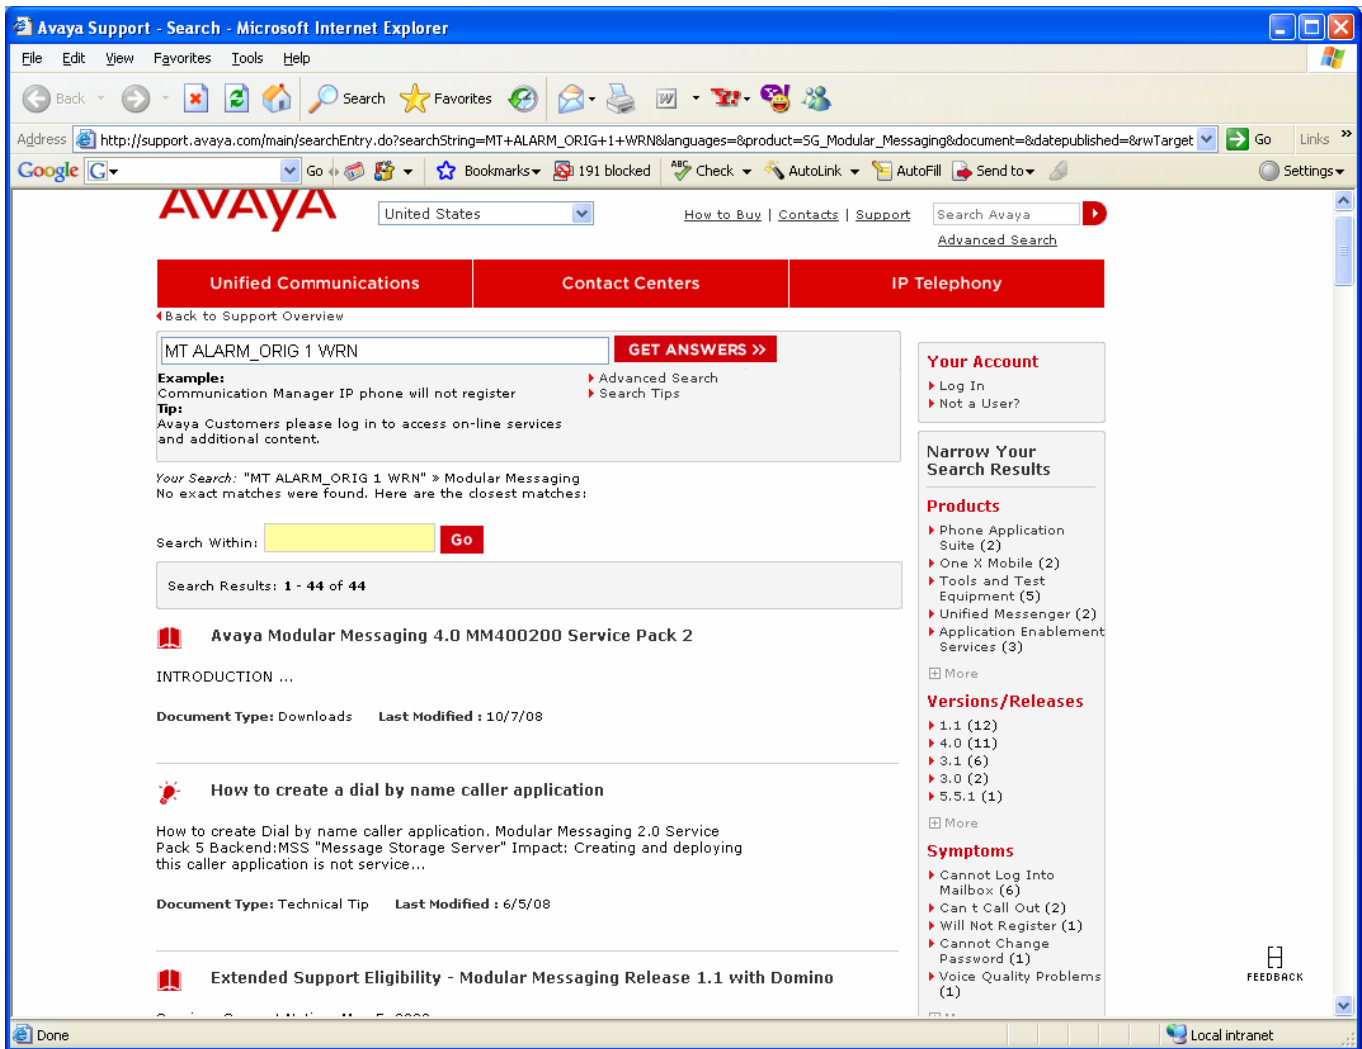 Avaya Support - Search - Microsoft Internet Explorer
File Edit View Favorites Tools Help
Back Search Favorites
Address http://support.avaya.com/main/searchEntry.do?searchString=MT+ALARM_ORIG+1+WRN&languages=&product=SG_Modular_Messaging&document=&datepublished=&rwTarget Go Links »
Google G Go Bookmarks 191 blocked ABC Check AutoLink AutoFill Send to Settings
AVAYA United States How to Buy | Contacts | Support Search Avaya
Advanced Search
Unified Communications Contact Centers IP Telephony
Back to Support Overview
MT ALARM_ORIG 1 WRN GET ANSWERS >>
Example:
Communication Manager IP phone will not register
Tip:
Avaya Customers please log in to access on-line services
and additional content.
Advanced Search
Search Tips
Your Search: "MT ALARM_ORIG 1 WRN" » Modular Messaging
No exact matches were found. Here are the closest matches:
Search Within: Go
Search Results: 1 - 44 of 44
Avaya Modular Messaging 4.0 MM400200 Service Pack 2
INTRODUCTION ...
Document Type: Downloads Last Modified : 10/7/08
How to create a dial by name caller application
How to create Dial by name caller application. Modular Messaging 2.0 Service
Pack 5 Backend:MSS "Message Storage Server" Impact: Creating and deploying
this caller application is not service...
Document Type: Technical Tip Last Modified : 6/5/08
Extended Support Eligibility - Modular Messaging Release 1.1 with Domino
Your Account
Log In
Not a User?
Narrow Your
Search Results
Products
Phone Application
Suite (2)
One X Mobile (2)
Tools and Test
Equipment (5)
Unified Messenger (2)
Application Enablement
Services (3)
More
Versions/Releases
1.1 (12)
4.0 (11)
3.1 (6)
3.0 (2)
5.5.1 (1)
More
Symptoms
Cannot Log Into
Mailbox (6)
Can t Call Out (2)
Will Not Register (1)
Cannot Change
Password (1)
Voice Quality Problems
(1)
FEEDBACK
Done Local intranet